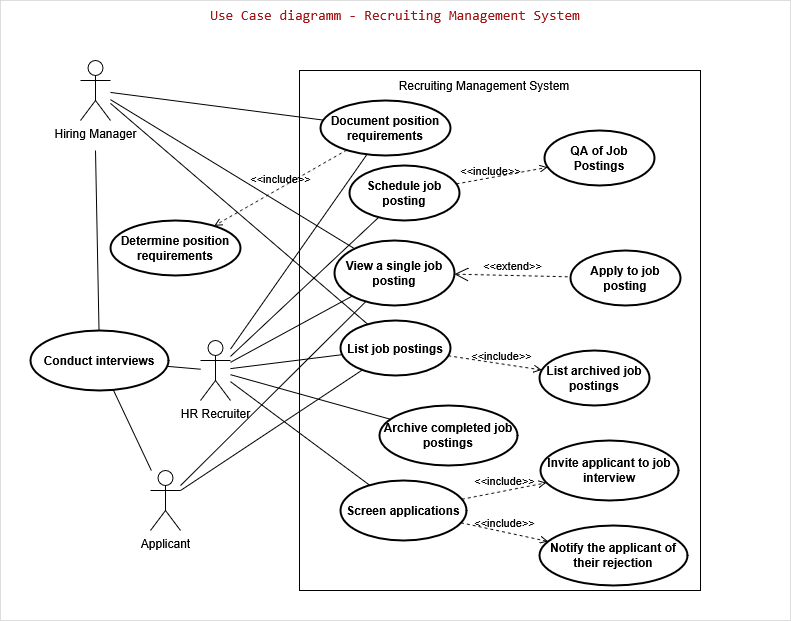 Use Case diagramm - Recruiting Management System
Recruiting Management System
Hiring Manager
Document position
requirements
QA of Job
Postings
<<include>>
<<include>>
Schedule job
posting
Determine position
requirements
View a single job
posting
<<extend>>
Apply to job
posting
Conduct interviews
List job postings
<<include>>
List archived job
postings
HR Recruiter
Archive completed job
postings
Invite applicant to job
interview
<<include>>
Screen applications
<<include>>
Applicant
Notify the applicant of
their rejection